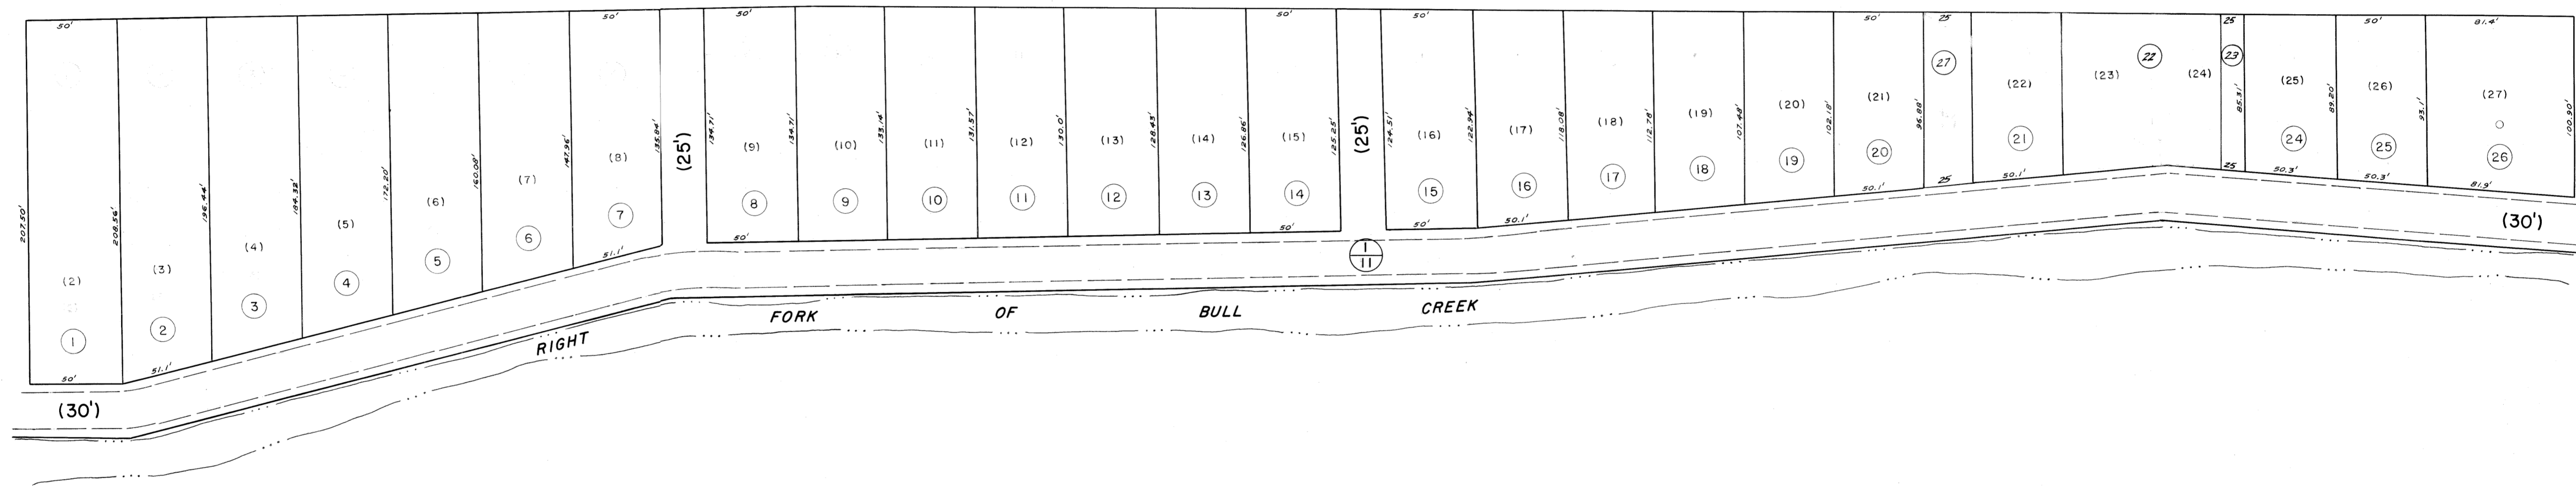 50' 50' 50' 50' 50' 50' 25 25 50' 81.4'
27 22 23
(22) (23) (24) (25) (26) (27)
(9) (10) (11) (12) (13) (14) (15) (16) (17) (18) (19) (20) (21)
207.50' 208.56' 196.44' 184.32' 172.20' 160.08' 147.96' 135.84' 134.71' 134.71' 133.14' 131.57' 130.0' 128.43' 126.86' 125.25' 124.51' 122.94' 118.08' 112.78' 107.48' 102.18' 96.88' 85.31' 89.20' 93.1' 100.90'
(25') (25')
(2) (3) (4) (5) (6) (7) (8)
1 2 3 4 5 6 7 8 9 10 11 12 13 14 15 16 17 18 19 20 21 24 25 26
50' 51.1' 51.1' 50' 50' 50' 50.1' 50.1' 25 50.1' 25 50.3' 50.3' 81.9'
1
11
(30') (30')
RIGHT FORK OF BULL CREEK